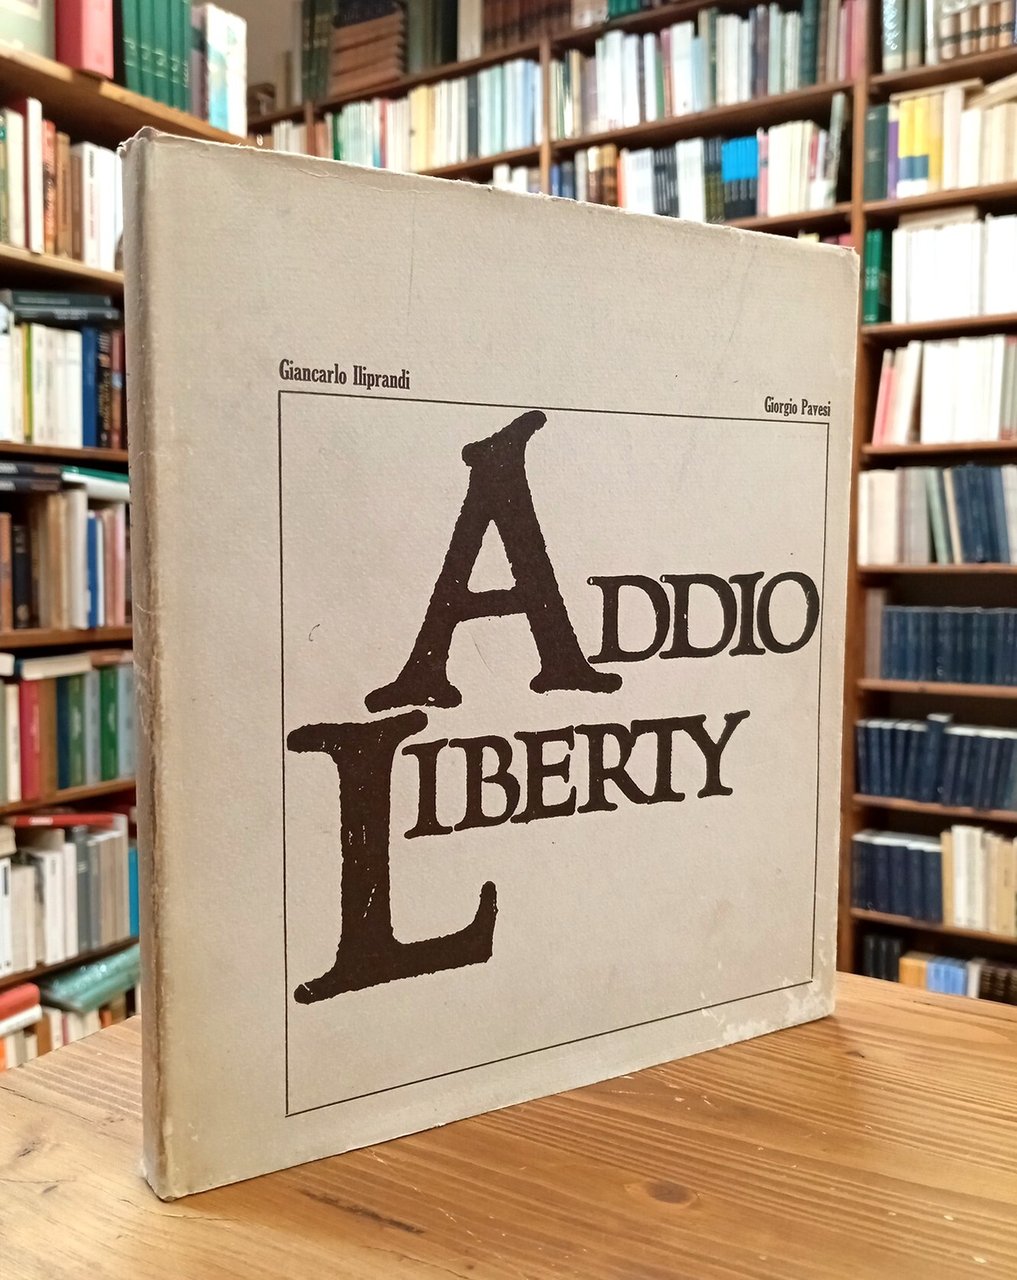 Giancarlo Iliprandi
Giorgio Pavesi
ADDIO
LIBERTY